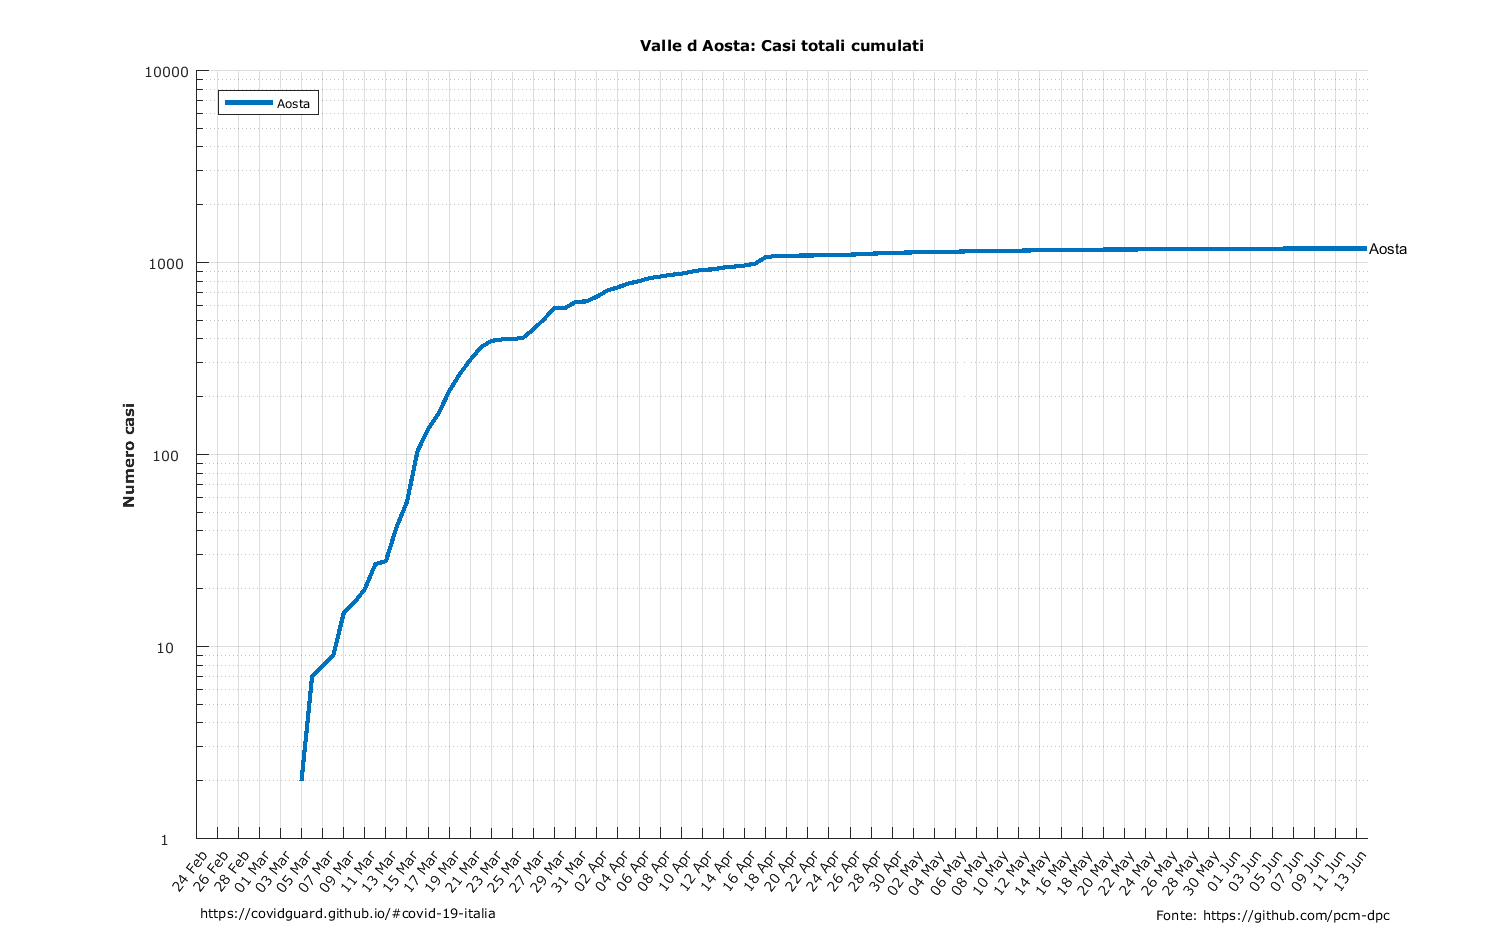 Valle d Aosta: Casi totali cumulati
10000
1000
100
10
1
Numero casi
Aosta
Aosta
24 Feb
26 Feb
28 Feb
01 Mar
03 Mar
05 Mar
07 Mar
09 Mar
11 Mar
13 Mar
15 Mar
17 Mar
19 Mar
21 Mar
23 Mar
25 Mar
27 Mar
29 Mar
31 Mar
02 Apr
04 Apr
06 Apr
08 Apr
10 Apr
12 Apr
14 Apr
16 Apr
18 Apr
20 Apr
22 Apr
24 Apr
26 Apr
28 Apr
30 Apr
02 May
04 May
06 May
08 May
10 May
12 May
14 May
16 May
18 May
20 May
22 May
24 May
26 May
28 May
30 May
01 Jun
03 Jun
05 Jun
07 Jun
09 Jun
11 Jun
13 Jun
https://covidguard.github.io/#covid-19-italia
Fonte: https://github.com/pcm-dpc